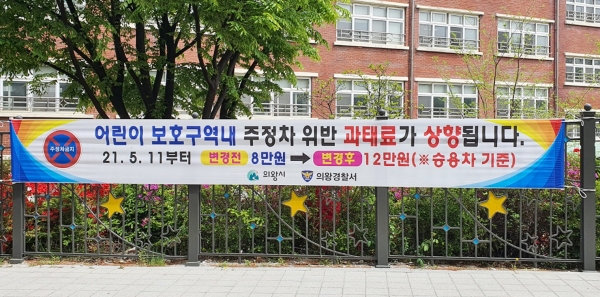 주정차금지
어린이 보호구역내 주정차 위반 과태료가 상향됩니다.
21. 5. 11부터 변경전 8만원 → 변경후 12만원(※승용차 기준)
의왕시 의왕경찰서